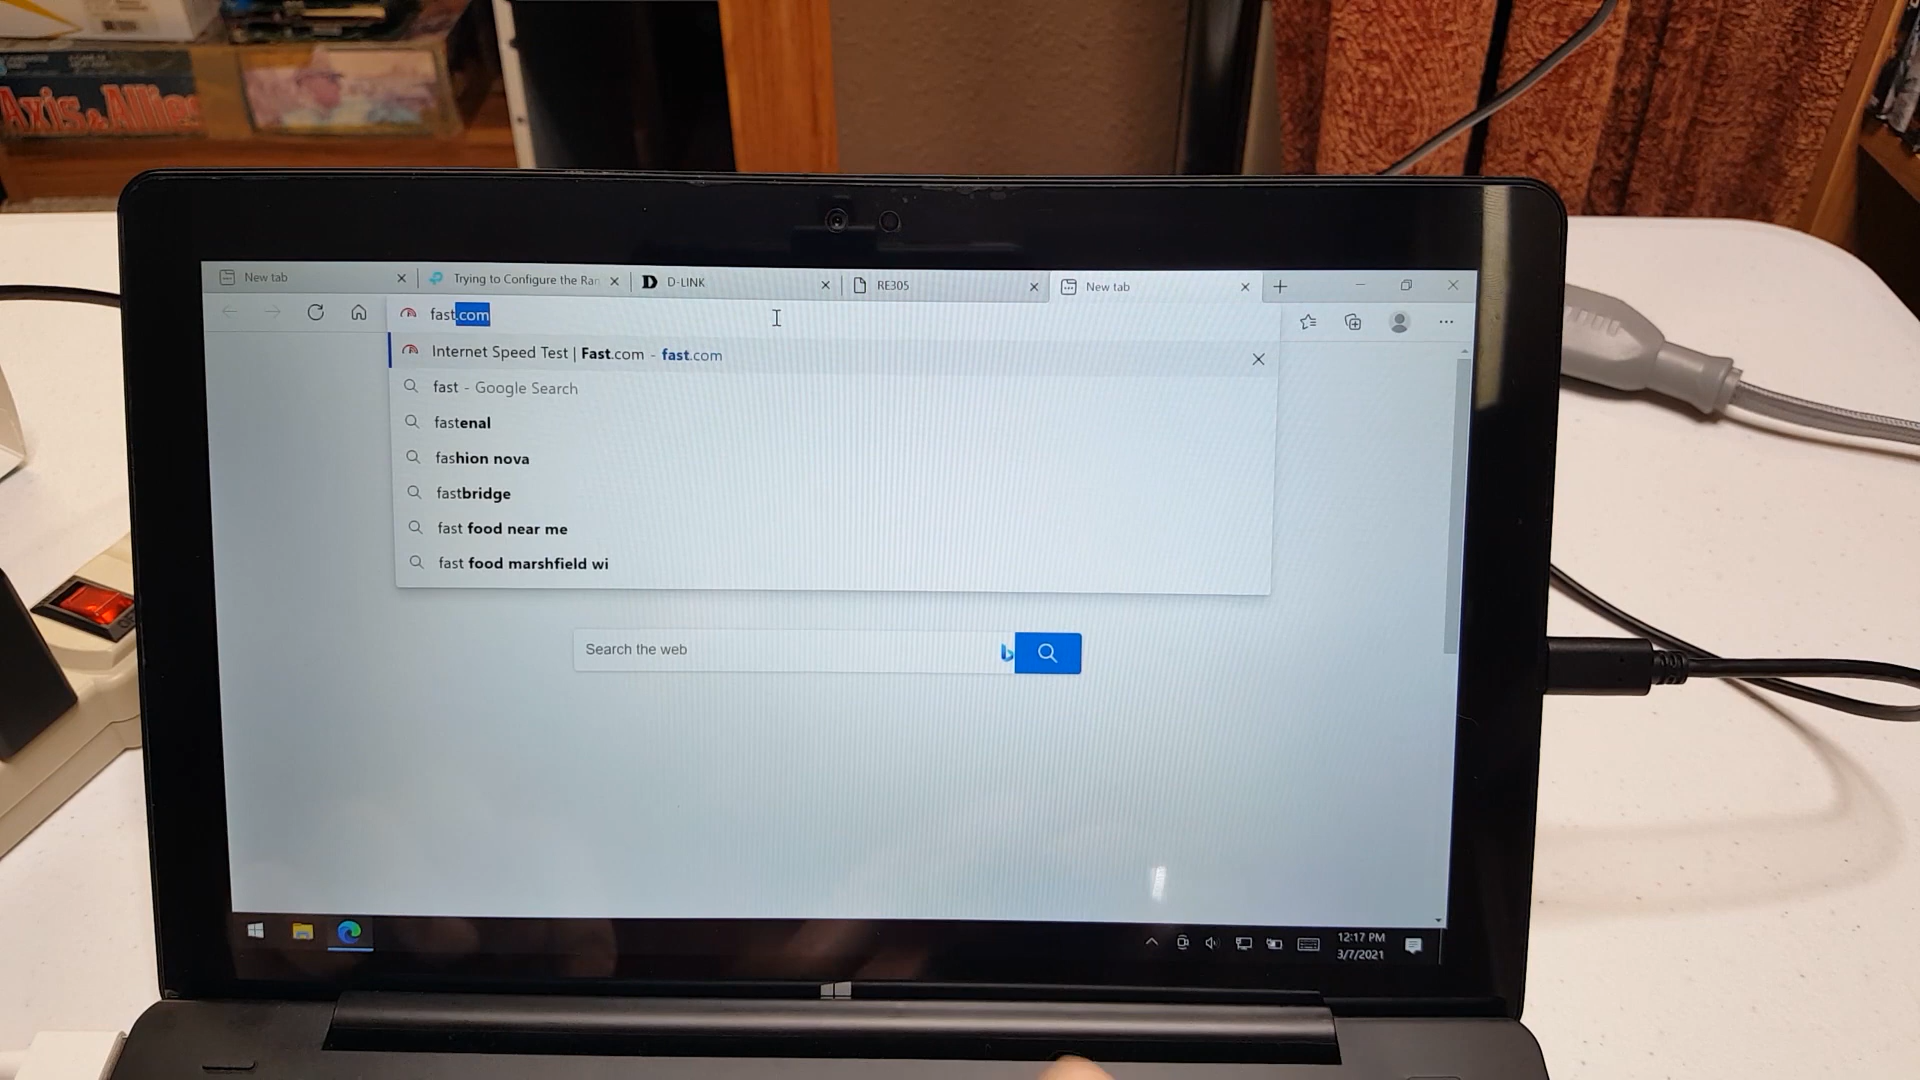 Axis & Allies
New tab
Trying to Configure the Ran
D-LINK
RE305
New tab
fast.com
Internet Speed Test | Fast.com - fast.com
fast - Google Search
fastenal
fashion nova
fastbridge
fast food near me
fast food marshfield wi
Search the web
12:17 PM
3/7/2021